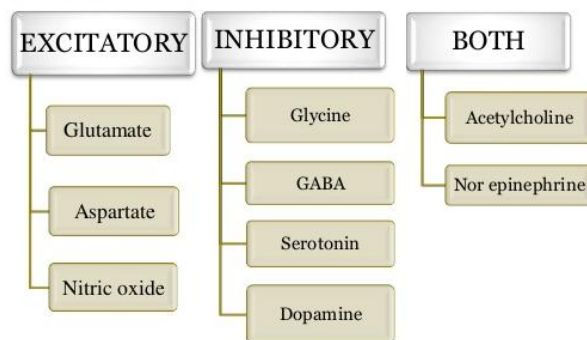 EXCITATORY
Glutamate
Aspartate
Nitric oxide
INHIBITORY
Glycine
GABA
Serotonin
Dopamine
BOTH
Acetylcholine
Nor epinephrine